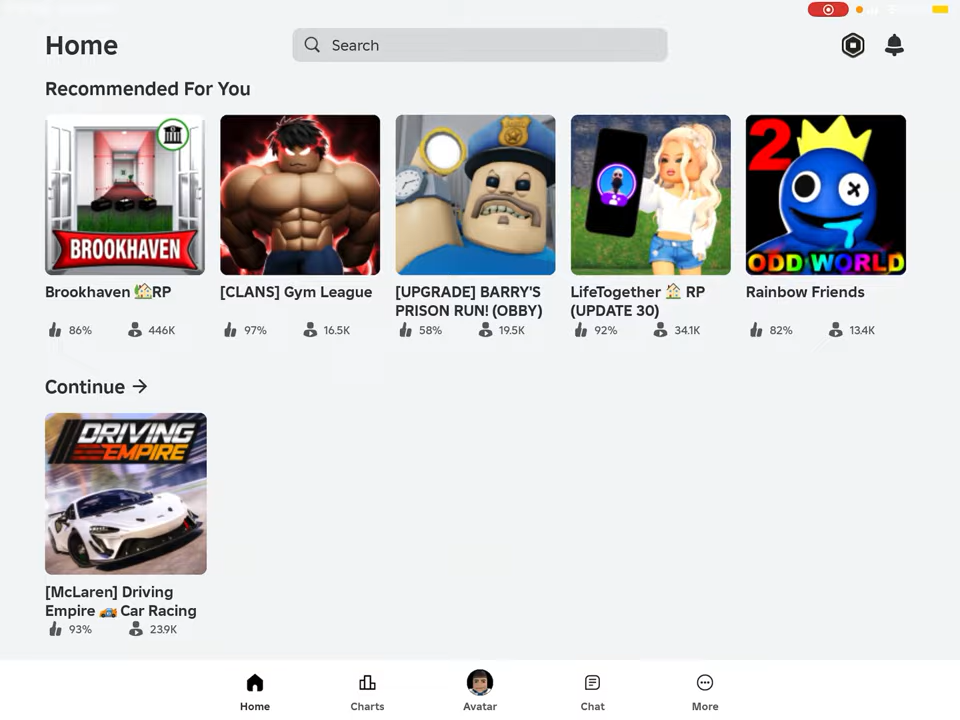 Home
Search
Recommended For You
BROOKHAVEN
2
ODD WORLD
Brookhaven 🏡RP
[CLANS] Gym League
[UPGRADE] BARRY'S
PRISON RUN! (OBBY)
LifeTogether 🏠 RP
(UPDATE 30)
Rainbow Friends
86% 446K
97% 16.5K
58% 19.5K
92% 34.1K
82% 13.4K
Continue →
DRIVING
EMPIRE
[McLaren] Driving
Empire 🚗 Car Racing
93% 23.9K
Home
Charts
Avatar
Chat
More